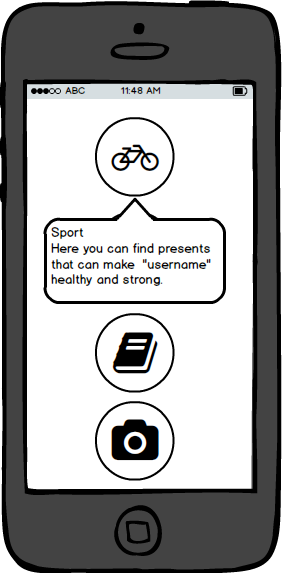 ABC 11:48 AM
Sport
Here you can find presents
that can make "username"
healthy and strong.